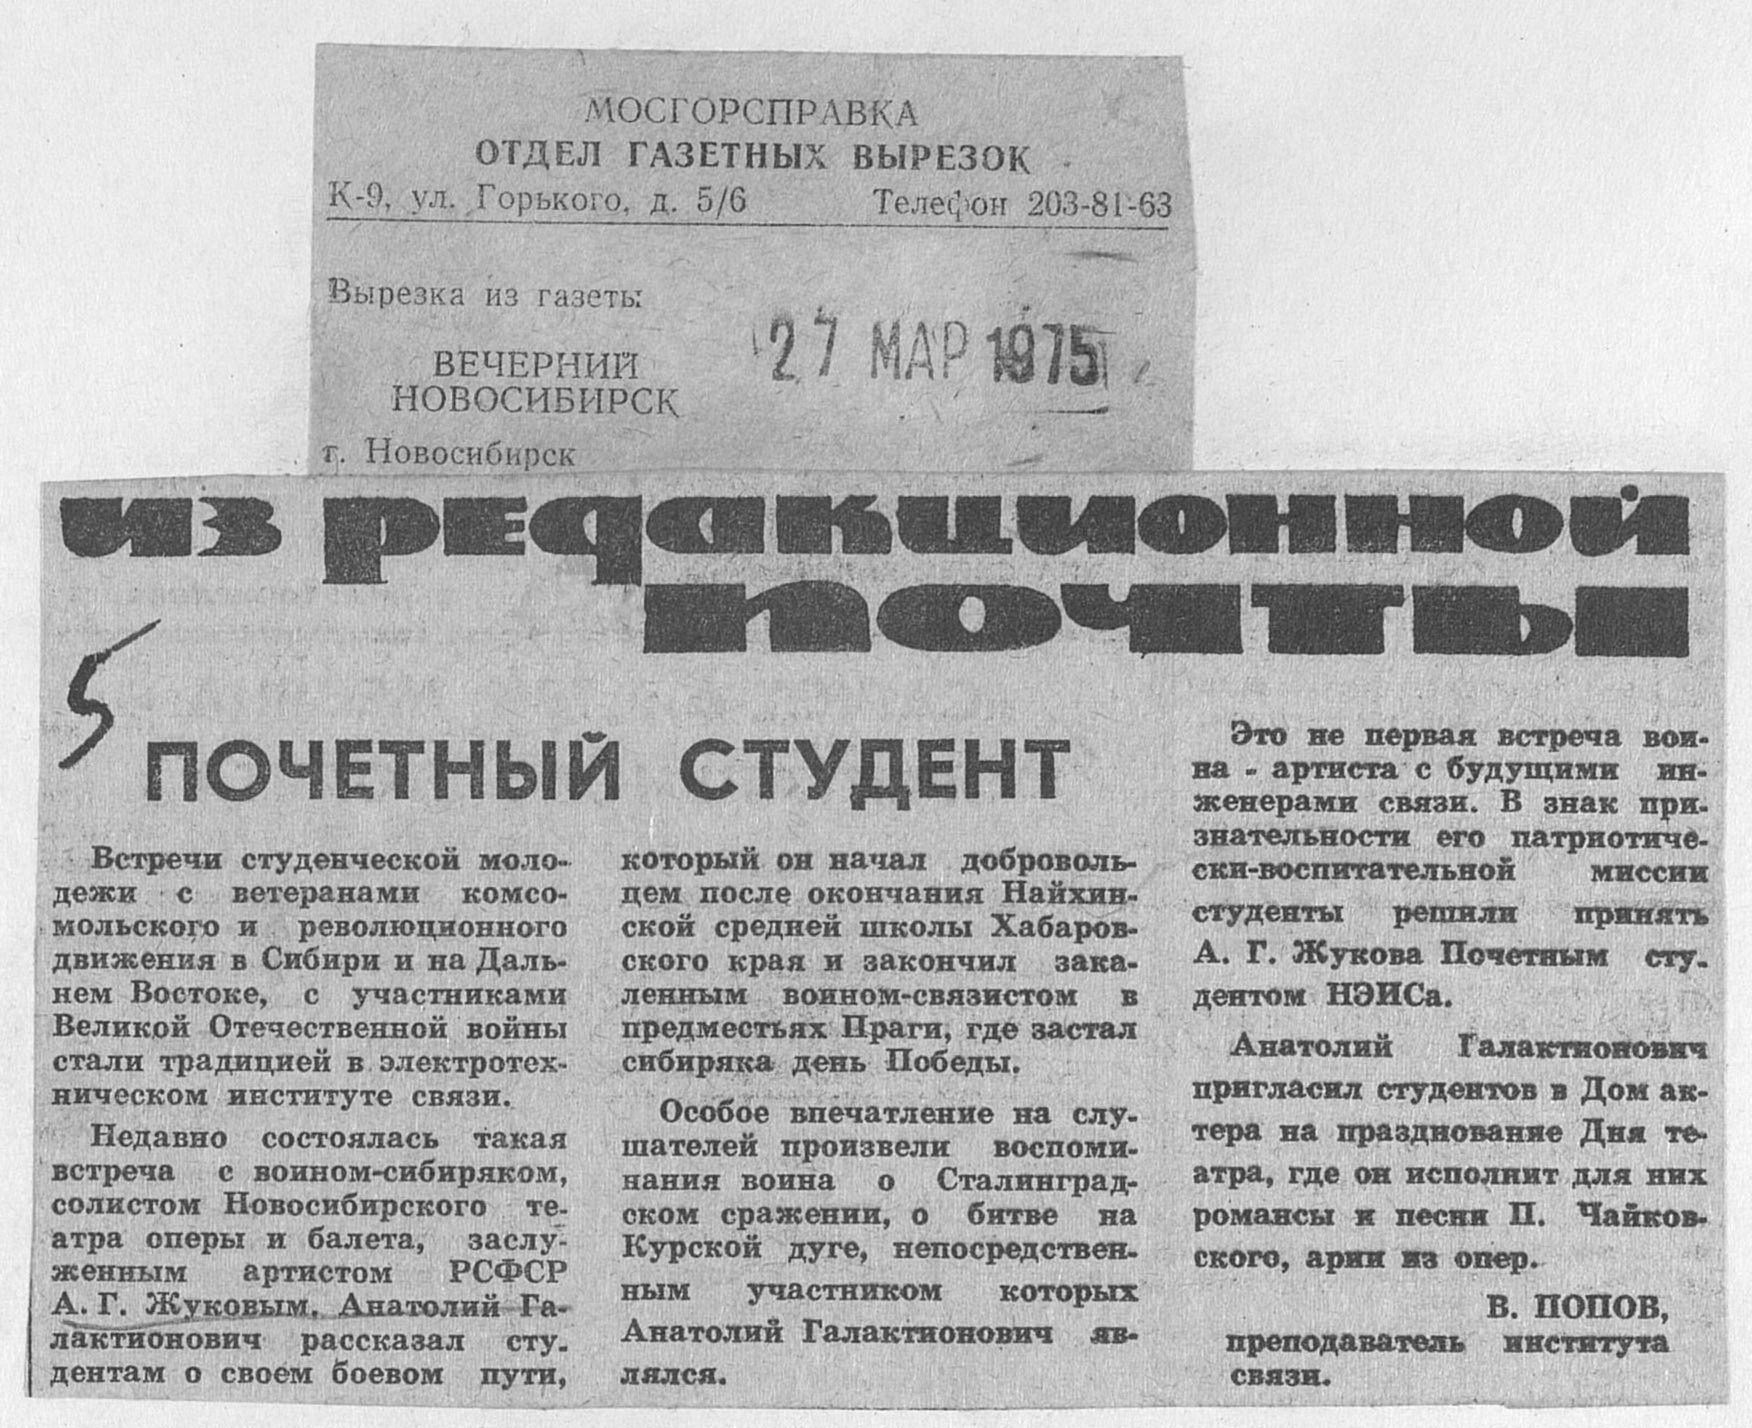 МОСГОРСПРАВКА
ОТДЕЛ ГАЗЕТНЫХ ВЫРЕЗОК
К-9, ул. Горького, д. 5/6 Телефон 203-81-63
Вырезка из газеты
ВЕЧЕРНИЙ
НОВОСИБИРСК
27 МАР 1975
г. Новосибирск
из редакционной
почты
5
ПОЧЕТНЫЙ СТУДЕНТ
Встречи студенческой моло-
дежи с ветеранами комсо-
мольского и революционного
движения в Сибири и на Даль-
нем Востоке, с участниками
Великой Отечественной войны
стали традицией в электротех-
ническом институте связи.
Недавно состоялась такая
встреча с воином-сибиряком,
солистом Новосибирского те-
атра оперы и балета, заслу-
женным артистом РСФСР
А. Г. Жуковым. Анатолий Га-
лактионович рассказал сту-
дентам о своем боевом пути,
который он начал доброволь-
цем после окончания Найхин-
ской средней школы Хабаров-
ского края и закончил зака-
ленным воином-связистом в
предместьях Праги, где застал
сибиряка день Победы.
Особое впечатление на слу-
шателей произвели воспоми-
нания воина о Сталинград-
ском сражении, о битве на
Курской дуге, непосредствен-
ным участником которых
Анатолий Галактионович яв-
лялся.
Это не первая встреча вои-
на - артиста с будущими ин-
женерами связи. В знак при-
знательности его патриотиче-
ски-воспитательной миссии
студенты решили принять
А. Г. Жукова Почетным сту-
дентом НЭИСа.
Анатолий Галактионович
пригласил студентов в Дом ак-
тера на празднование Дня те-
атра, где он исполнит для них
романсы и песни П. Чайков-
ского, арии из опер.
В. ПОПОВ,
преподаватель института
связи.